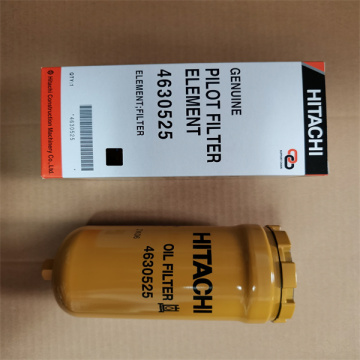 HITACHI
GENUINE
PILOT FILTER
ELEMENT
4630525
ELEMENT;FILTER
QTY:1
*4630525
HITACHI
Hitachi Construction Machinery Co., Ltd.
HITACHI
OIL FILTER
4630525